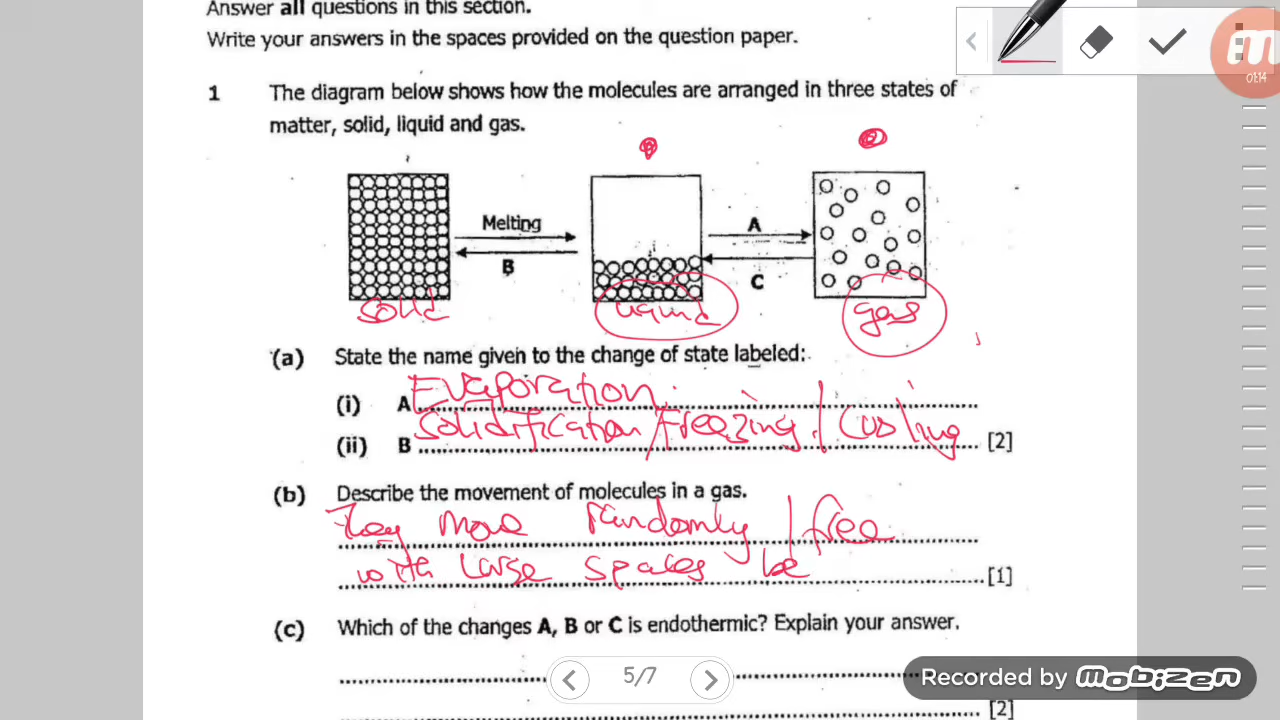 Answer all questions in this section.
Write your answers in the spaces provided on the question paper.
01:14
1 The diagram below shows how the molecules are arranged in three states of
matter, solid, liquid and gas.
Melting
B
A
C
solid
liquid
gas
(a) State the name given to the change of state labeled:
(i) A Evaporation.
(ii) B Solidification/Freezing/Cooling [2]
(b) Describe the movement of molecules in a gas.
They move randomly/free
with large spaces be [1]
(c) Which of the changes A, B or C is endothermic? Explain your answer.
5/7
Recorded by mobizen
[2]